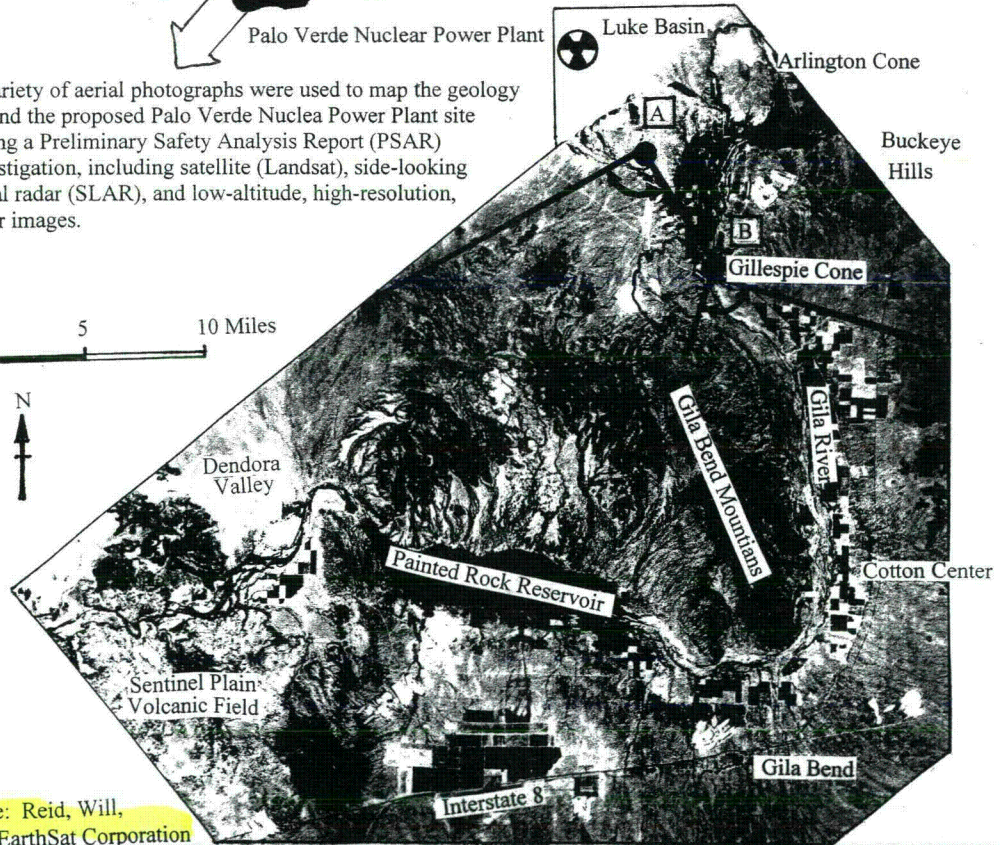 Palo Verde Nuclear Power Plant
Luke Basin
Arlington Cone
ariety of aerial photographs were used to map the geology
nd the proposed Palo Verde Nuclea Power Plant site
ng a Preliminary Safety Analysis Report (PSAR)
stigation, including satellite (Landsat), side-looking
l radar (SLAR), and low-altitude, high-resolution,
r images.
A
Buckeye
Hills
B
Gillespie Cone
5
10 Miles
N
Gila Bend Mountians
Gila River
Dendora
Valley
Painted Rock Reservoir
Cotton Center
Sentinel Plain
Volcanic Field
Gila Bend
Interstate 8
e: Reid, Will,
EarthSat Corporation